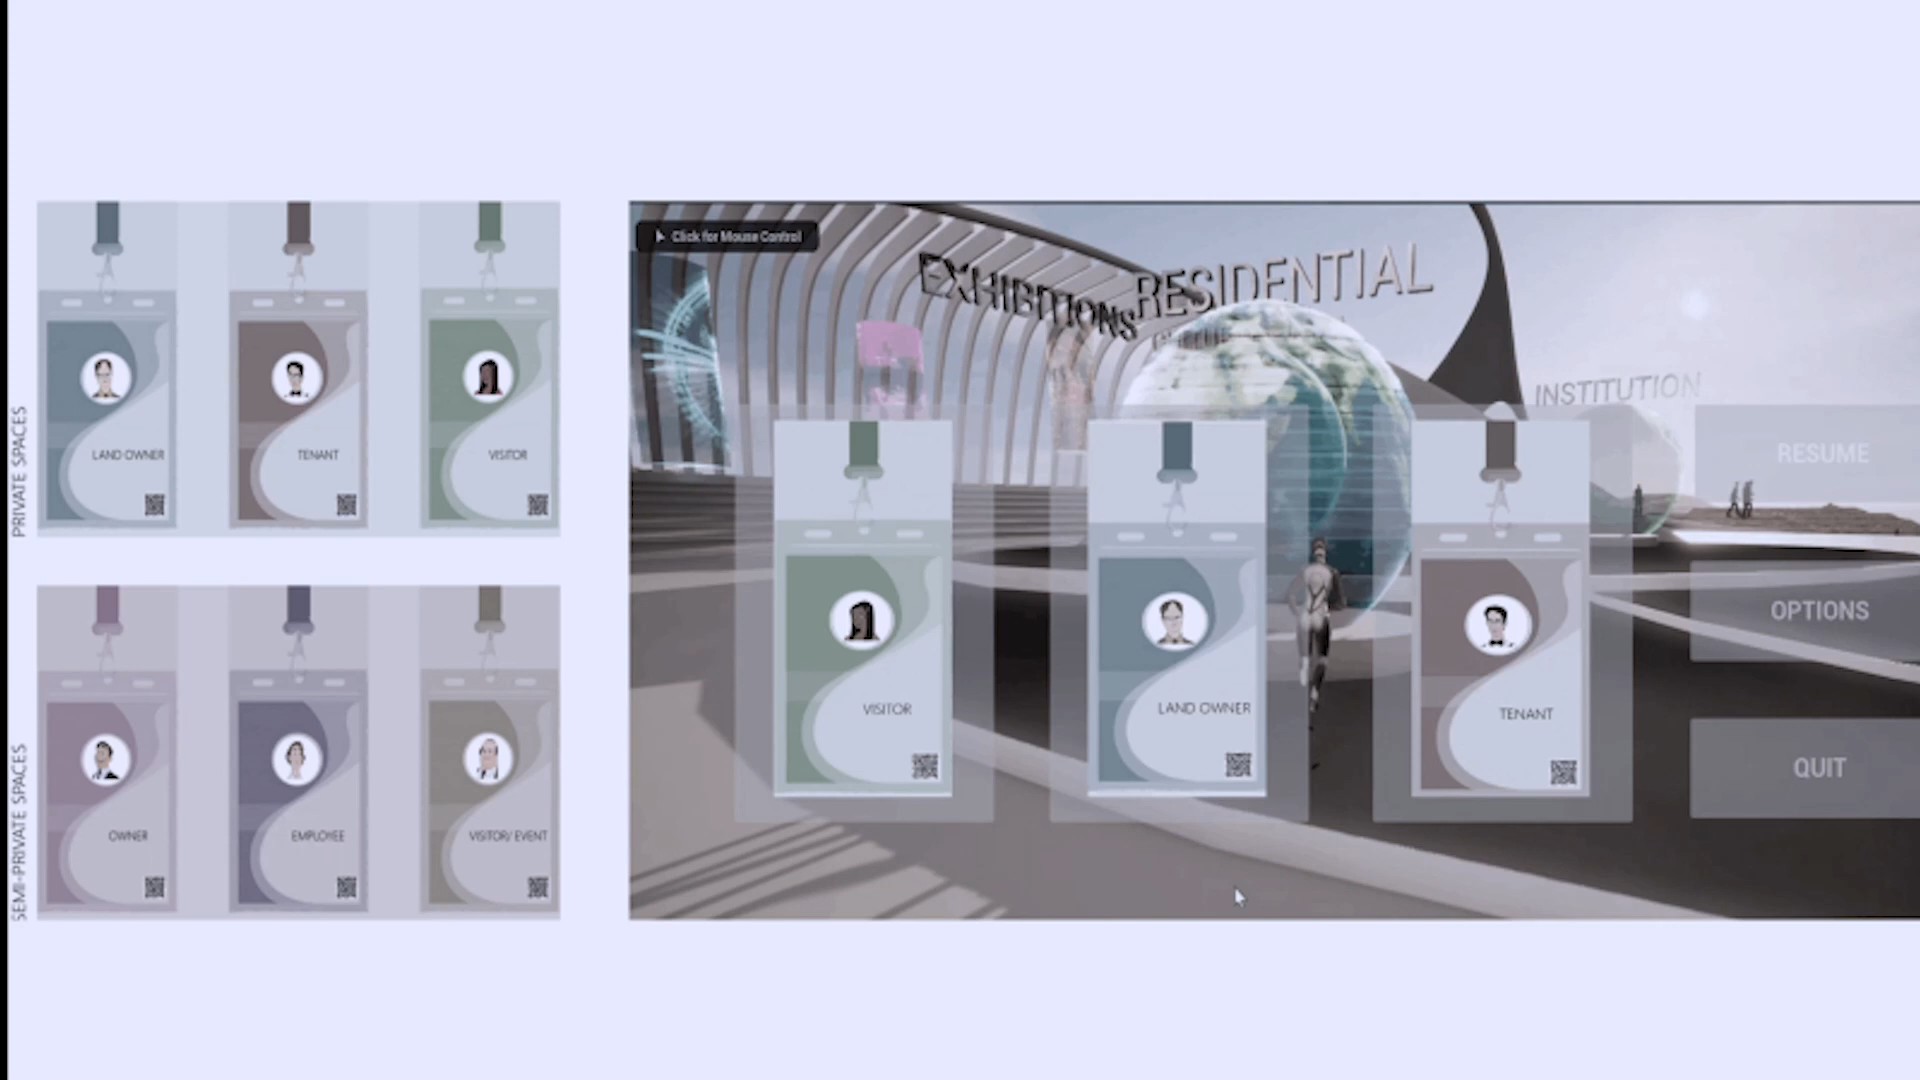 PRIVATE SPACES
LAND OWNER
TENANT
VISITOR
SEMI-PRIVATE SPACES
OWNER
EMPLOYEE
VISITOR/ EVENT
Click for Mouse Control
EXHIBITIONS
RESIDENTIAL
INSTITUTION
VISITOR
LAND OWNER
TENANT
RESUME
OPTIONS
QUIT